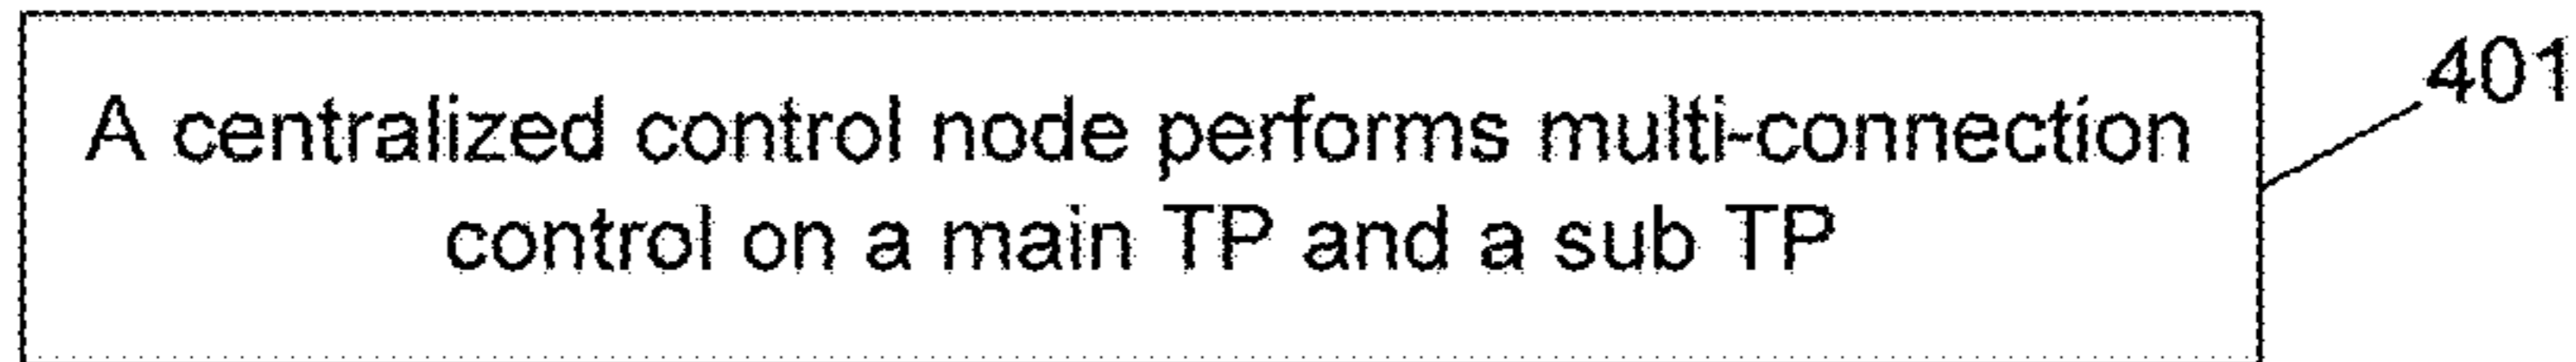 A centralized control node performs multi-connection
control on a main TP and a sub TP
401